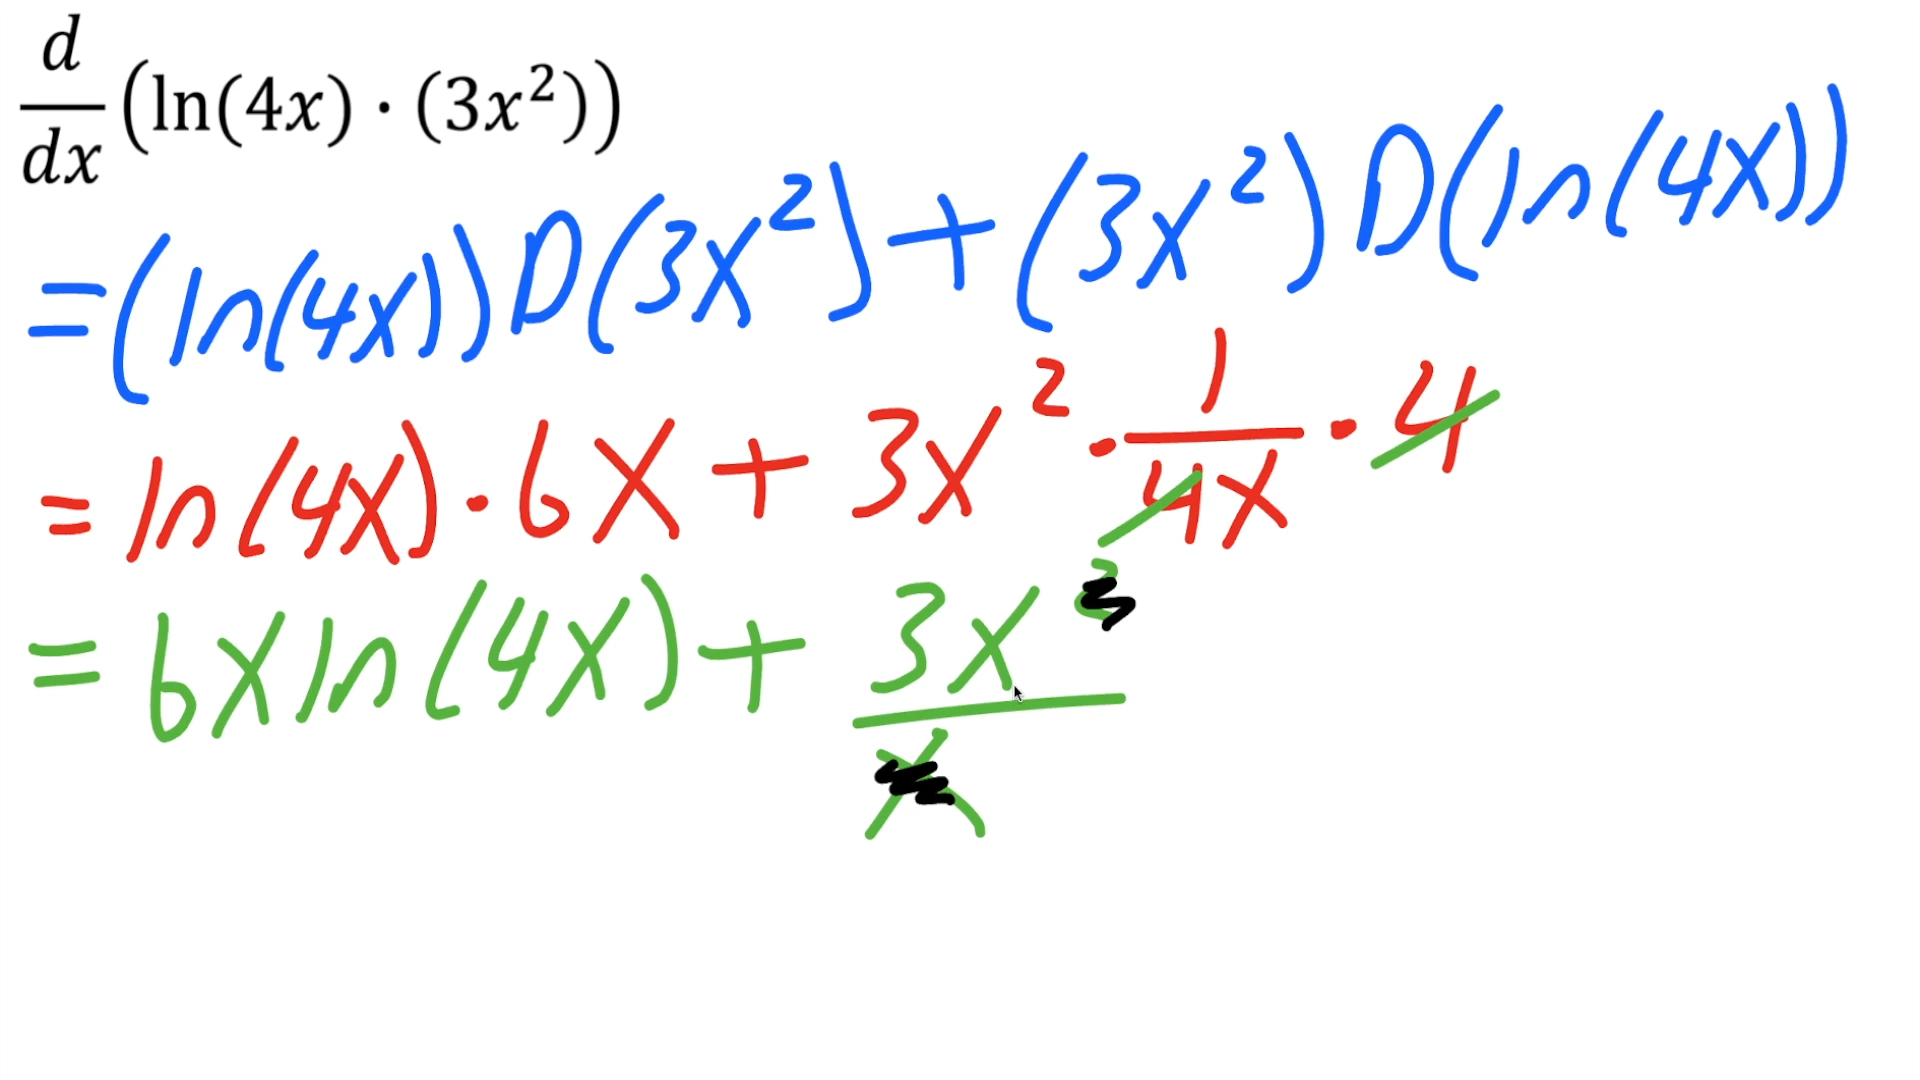 d/dx (ln(4x) · (3x²))
= (ln(4x)) D(3x²) + (3x²) D(ln(4x))
= ln(4x) · 6x + 3x² · 1/4x · 4
= 6x ln(4x) + 3x²/x